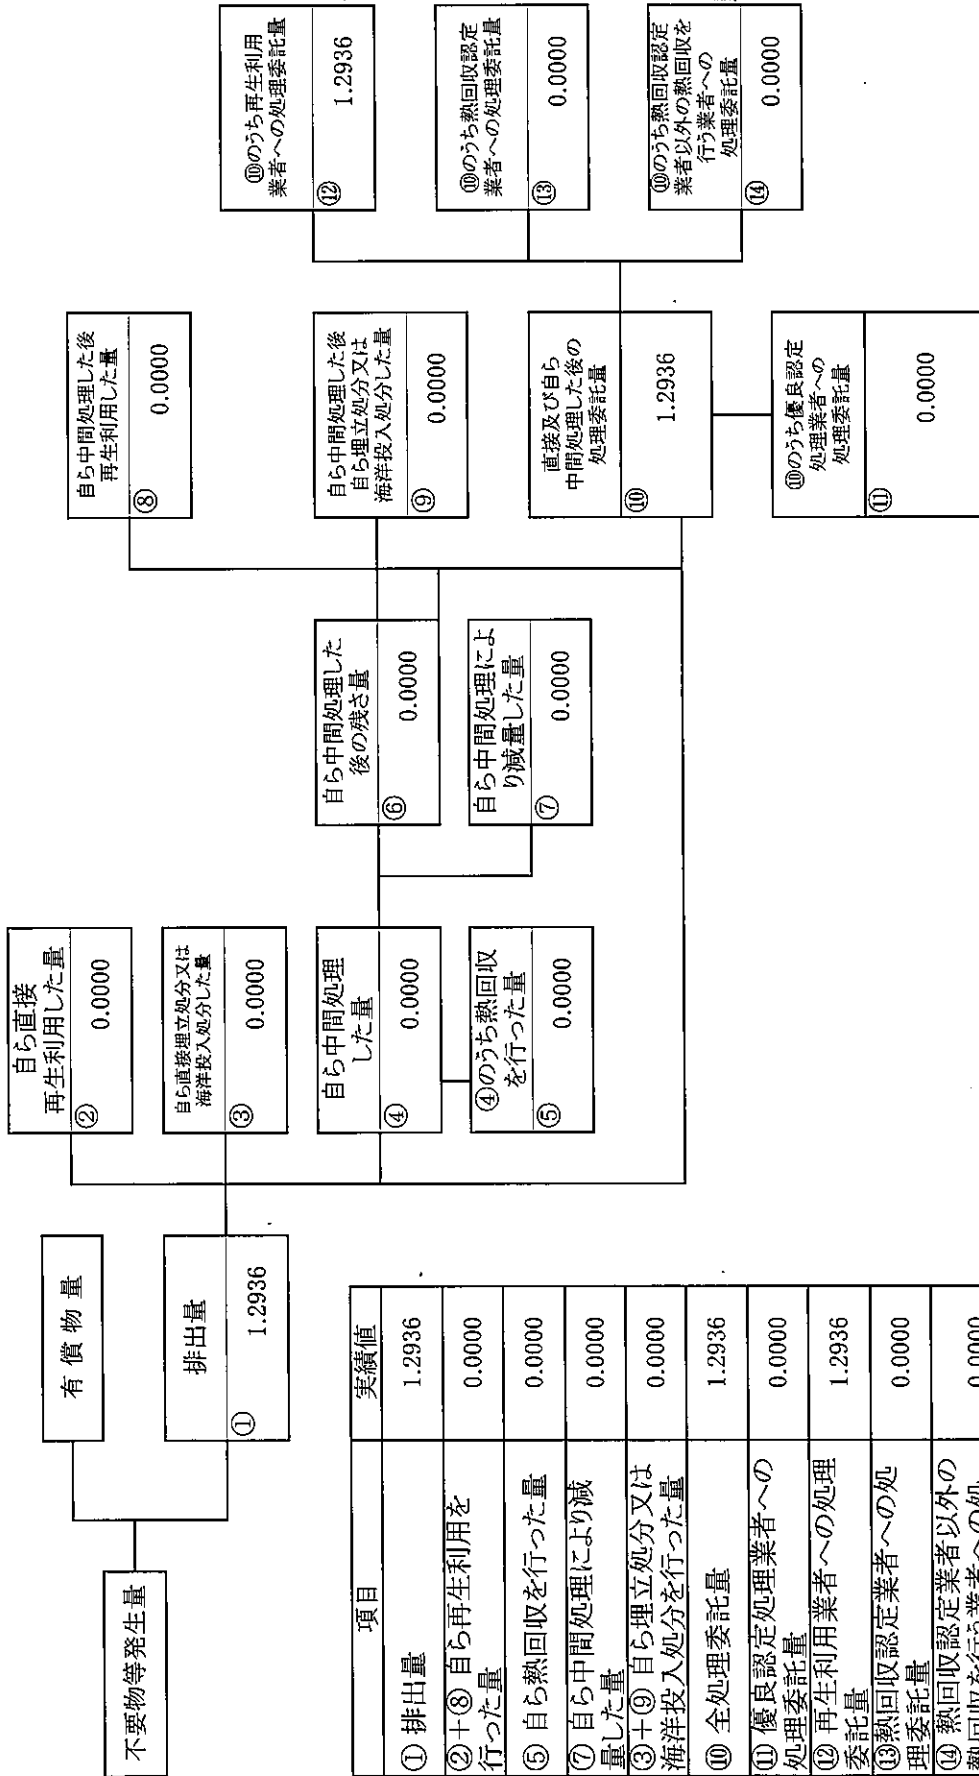 不要物等発生量
有償物量
排出量
① 1.2936
自ら直接
再生利用した量
② 0.0000
自ら直接埋立処分又は
海洋投入処分した量
③ 0.0000
自ら中間処理
した量
④ 0.0000
④のうち熱回収
を行った量
⑤ 0.0000
自ら中間処理した
後の残さ量
⑥ 0.0000
自ら中間処理によ
り減量した量
⑦ 0.0000
自ら中間処理した後
再生利用した量
⑧ 0.0000
自ら中間処理した後
自ら埋立処分又は
海洋投入処分した量
⑨ 0.0000
直接及び自ら
中間処理した後の
処理委託量
⑩ 1.2936
⑩のうち優良認定
処理業者への
処理委託量
⑪ 0.0000
⑩のうち再生利用
業者への処理委託量
⑫ 1.2936
⑩のうち熱回収認定
業者への処理委託量
⑬ 0.0000
⑩のうち熱回収認定
業者以外の熱回収を
行う業者への
処理委託量
⑭ 0.0000
項目 実績値
① 排出量 1.2936
②+⑧ 自ら再生利用を
行った量 0.0000
⑤ 自ら熱回収を行った量 0.0000
⑦ 自ら中間処理により減
量した量 0.0000
③+⑨ 自ら埋立処分又は
海洋投入処分を行った量 0.0000
⑩ 全処理委託量 1.2936
⑪ 優良認定処理業者への
処理委託量 0.0000
⑫ 再生利用業者への処理
委託量 1.2936
⑬熱回収認定業者への処
理委託量 0.0000
⑭ 熱回収認定業者以外の
熱回収を行う業者への処 0.0000